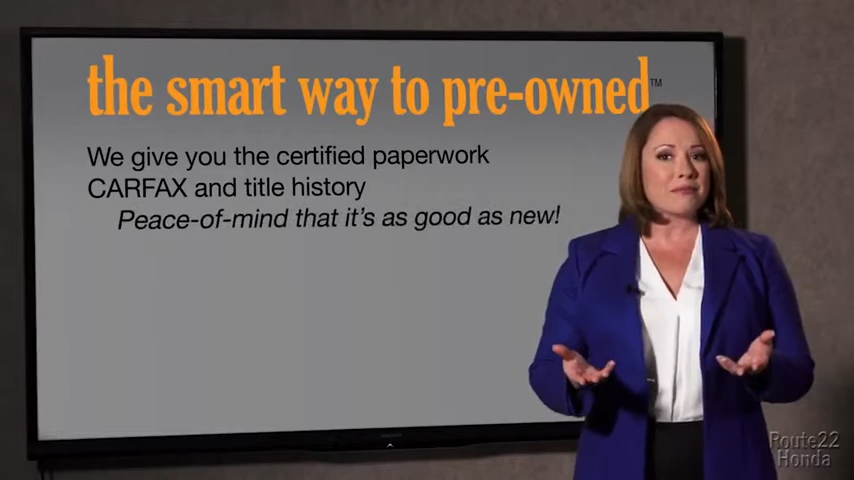 the smart way to pre-owned™
We give you the certified paperwork
CARFAX and title history
Peace-of-mind that it's as good as new!
Route22
Honda